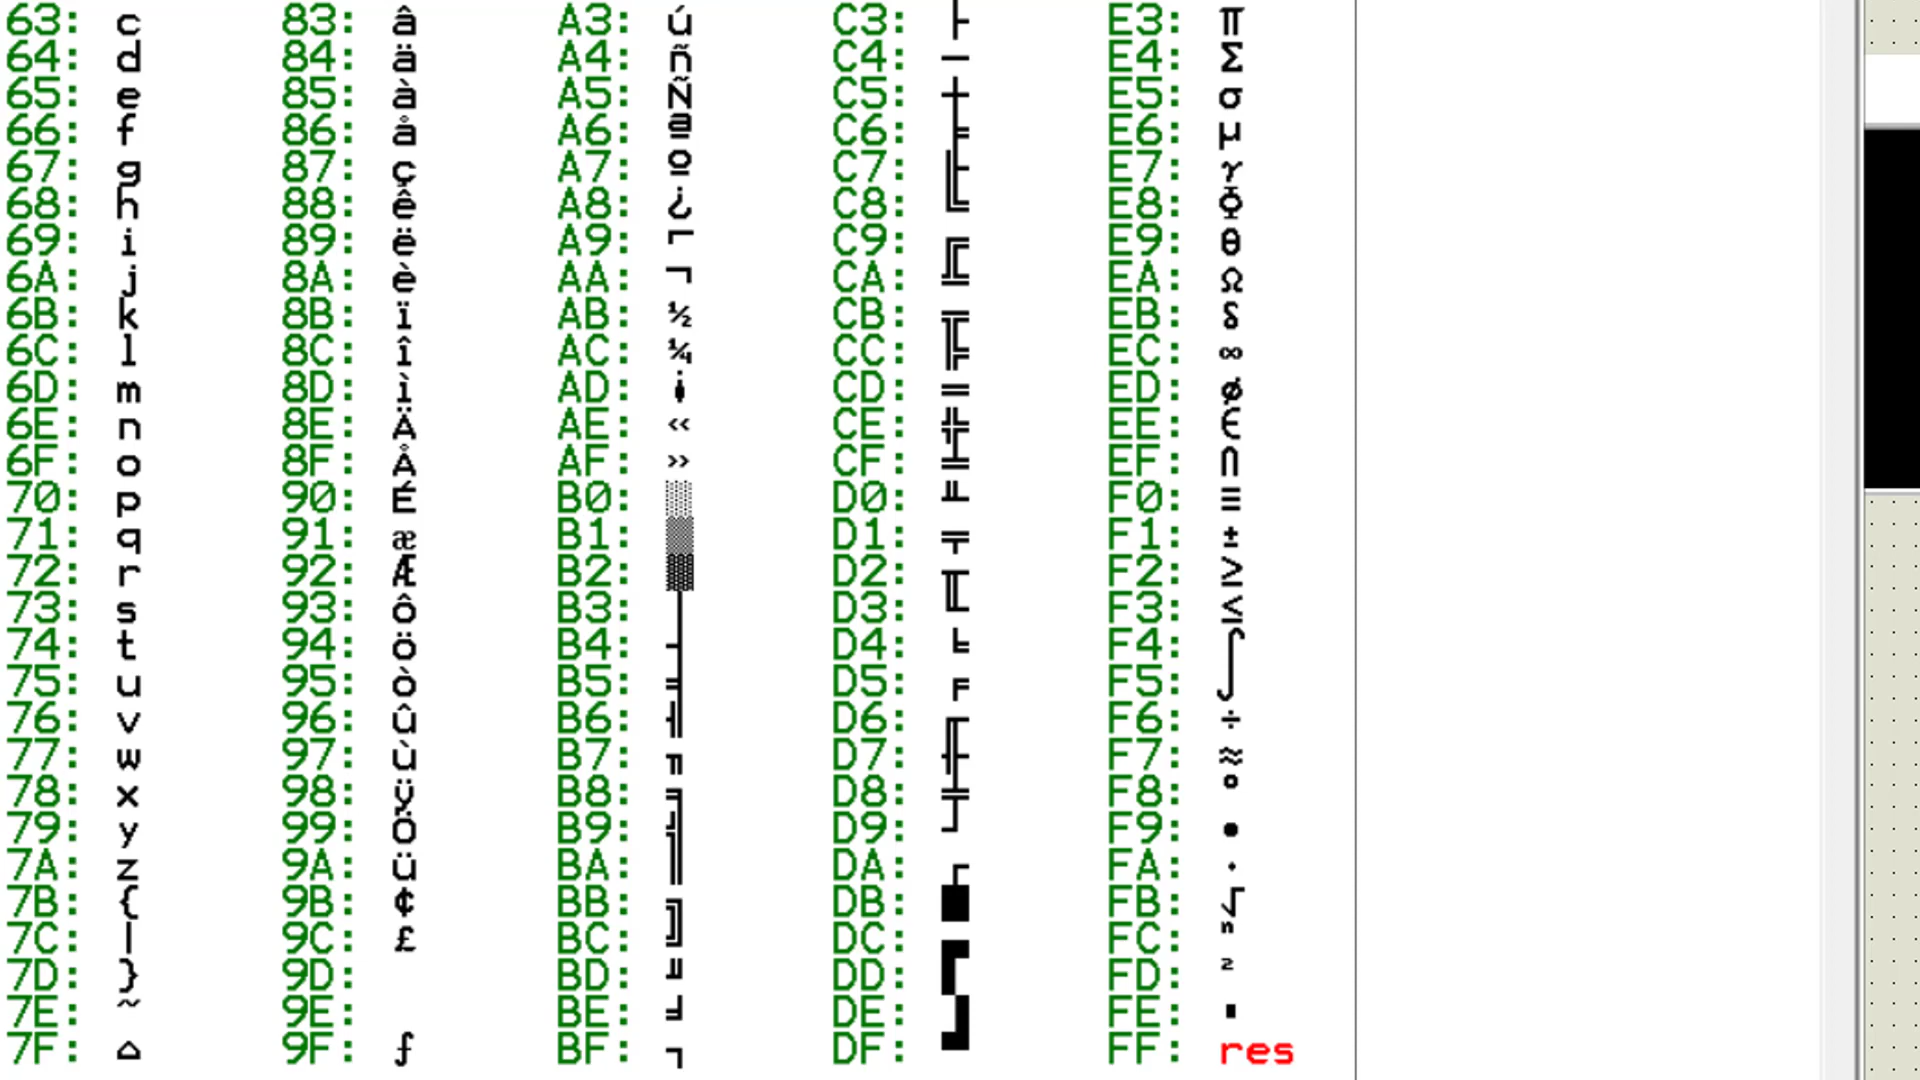 63: c 83: â A3: ú C3: ├ E3: π
64: d 84: ä A4: ñ C4: ─ E4: Σ
65: e 85: à A5: Ñ C5: ┼ E5: σ
66: f 86: å A6: ª C6: ╞ E6: µ
67: g 87: ç A7: º C7: ╟ E7: τ
68: h 88: ê A8: ¿ C8: ╚ E8: Φ
69: i 89: ë A9: ⌐ C9: ╔ E9: Θ
6A: j 8A: è AA: ¬ CA: ╩ EA: Ω
6B: k 8B: ï AB: ½ CB: ╦ EB: δ
6C: l 8C: î AC: ¼ CC: ╠ EC: ∞
6D: m 8D: ì AD: ¡ CD: ═ ED: ø
6E: n 8E: Ä AE: « CE: ╬ EE: ε
6F: o 8F: Å AF: » CF: ╧ EF: ∩
70: p 90: É B0: ░ D0: ╨ F0: ≡
71: q 91: æ B1: ▒ D1: ╤ F1: ±
72: r 92: Æ B2: ▓ D2: ╥ F2: ≥
73: s 93: ô B3: │ D3: ╙ F3: ≤
74: t 94: ö B4: ┤ D4: ╘ F4: ⌠
75: u 95: ò B5: ╡ D5: ╒ F5: ⌡
76: v 96: û B6: ╢ D6: ╓ F6: ÷
77: w 97: ù B7: ╖ D7: ╫ F7: ≈
78: x 98: ÿ B8: ╕ D8: ╪ F8: °
79: y 99: Ö B9: ╣ D9: ┘ F9: ∙
7A: z 9A: ü BA: ║ DA: ┌ FA: ·
7B: { 9B: ¢ BB: ╗ DB: █ FB: √
7C: | 9C: £ BC: ╝ DC: ▄ FC: ⁿ
7D: } 9D: BD: ╜ DD: ▌ FD: ²
7E: ~ 9E: BE: ╛ DE: ▐ FE: ■
7F: ⌂ 9F: ƒ BF: ┐ DF: ▀ FF: res